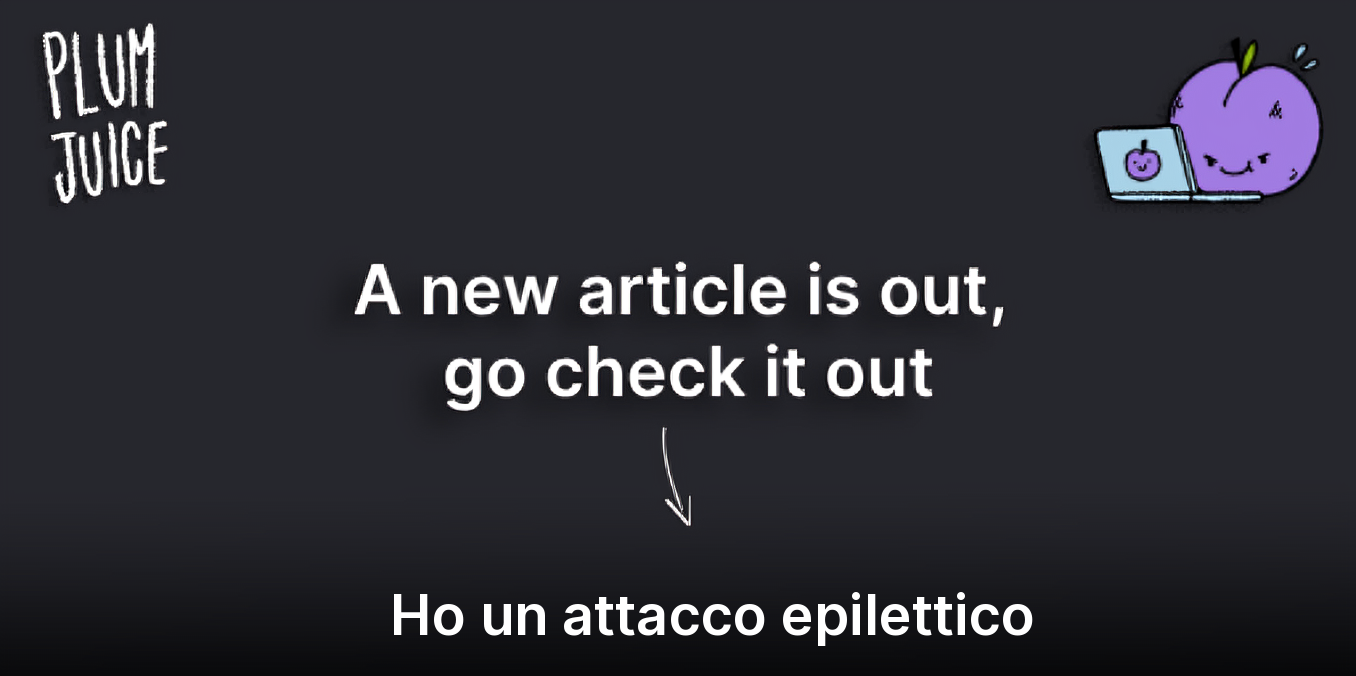 PLUM
JUICE
A new article is out,
go check it out
Ho un attacco epilettico